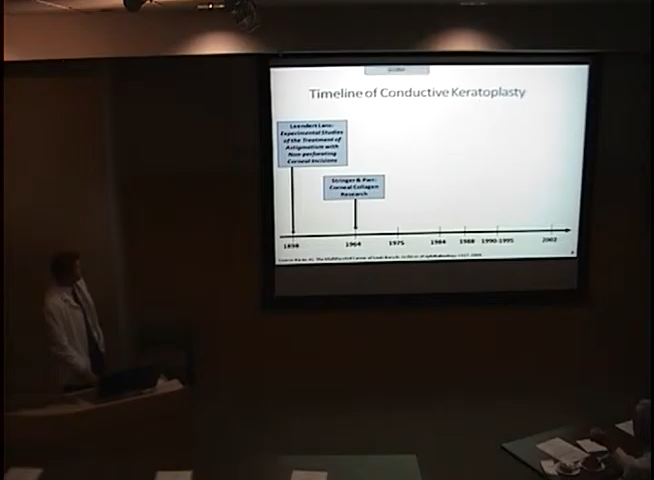 Timeline of Conductive Keratoplasty
Leendert Lans:
Experimental Studies
of the Treatment of
Astigmatism with
Non-perforating
Corneal Incisions
Stringer & Parr:
Corneal Collagen
Research
1898 1964 1975 1984 1988 1990-1995 2002